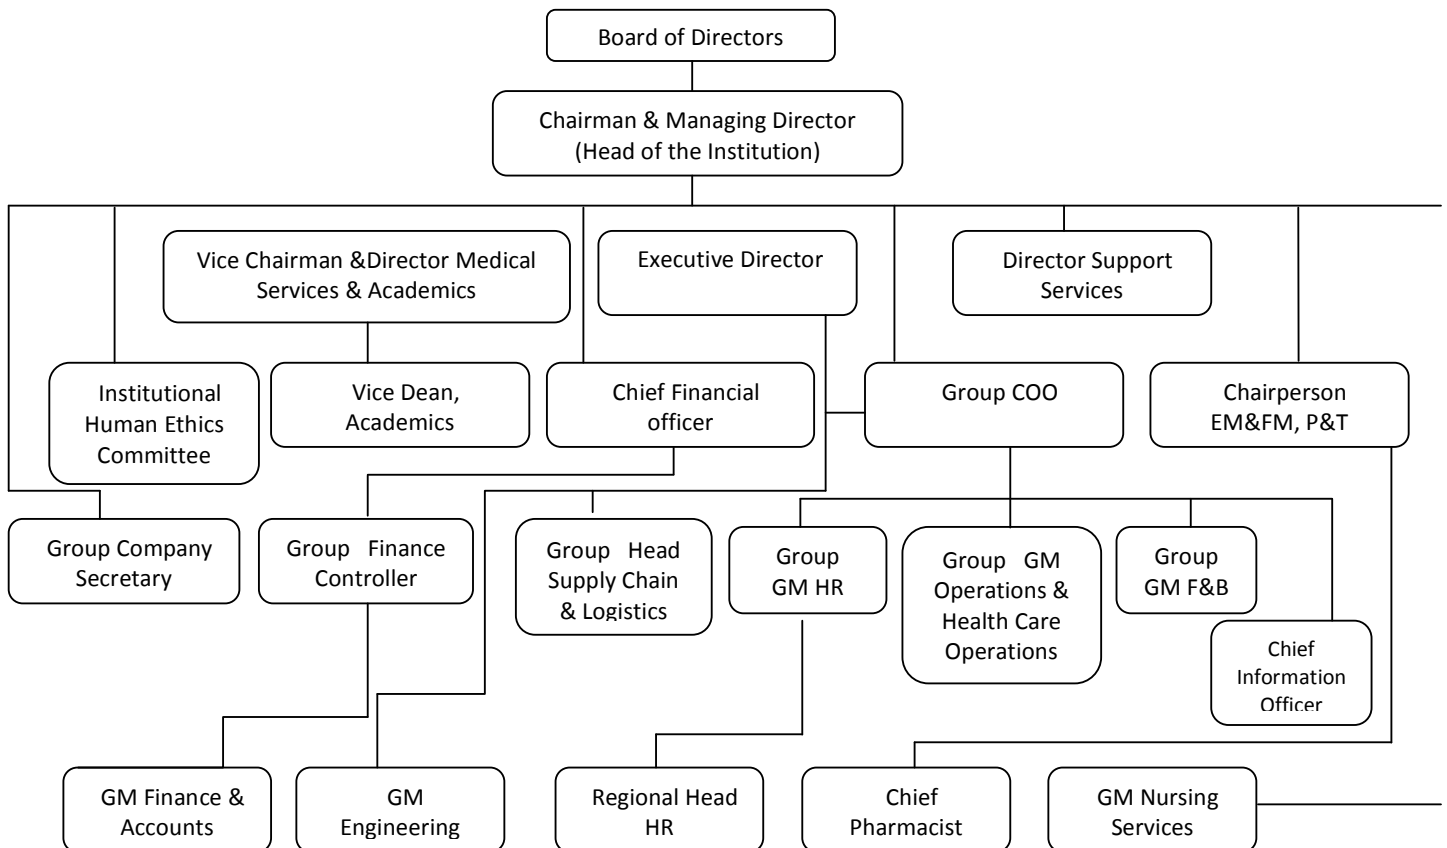 Board of Directors
Chairman & Managing Director
(Head of the Institution)
Vice Chairman &Director Medical
Services & Academics
Executive Director
Director Support
Services
Institutional
Human Ethics
Committee
Vice Dean,
Academics
Chief Financial
officer
Group COO
Chairperson
EM&FM, P&T
Group Company
Secretary
Group Finance
Controller
Group Head
Supply Chain
& Logistics
Group
GM HR
Group GM
Operations &
Health Care
Operations
Group
GM F&B
Chief
Information
Officer
GM Finance &
Accounts
GM
Engineering
Regional Head
HR
Chief
Pharmacist
GM Nursing
Services